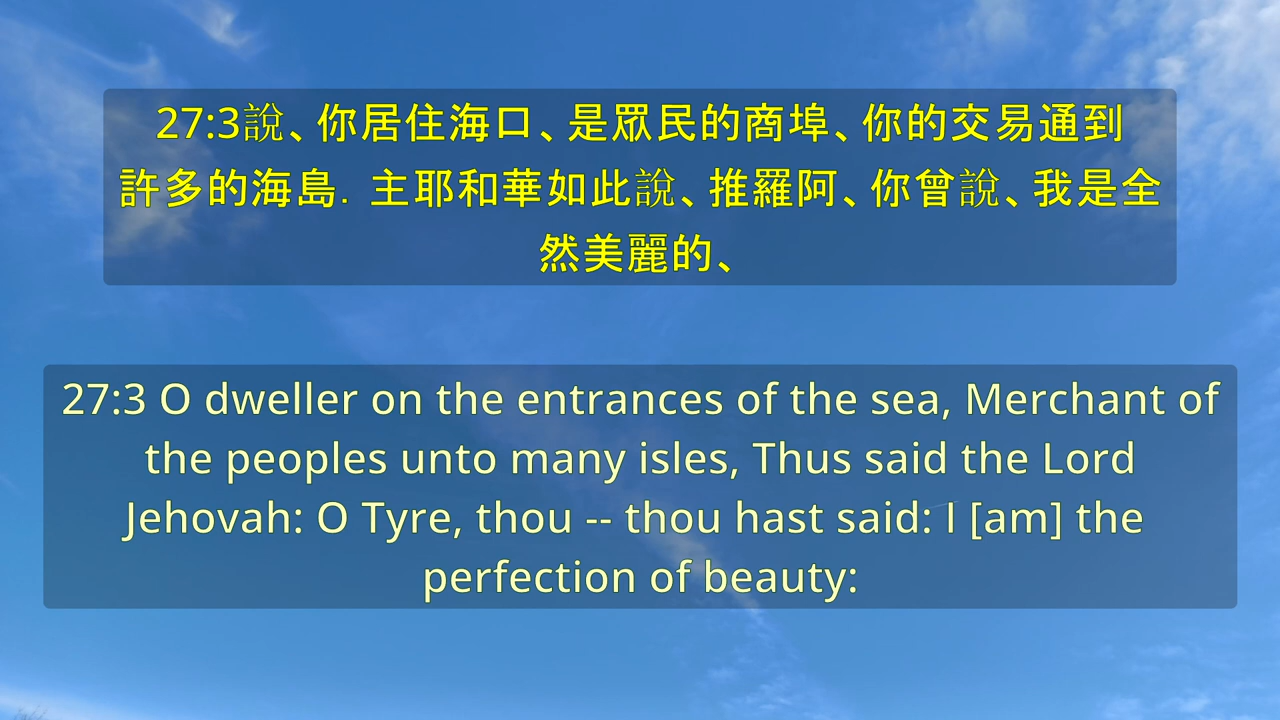 27:3說、你居住海口、是眾民的商埠、你的交易通到
許多的海島．主耶和華如此說、推羅阿、你曾說、我是全
然美麗的、
27:3 O dweller on the entrances of the sea, Merchant of
the peoples unto many isles, Thus said the Lord
Jehovah: O Tyre, thou -- thou hast said: I [am] the
perfection of beauty: